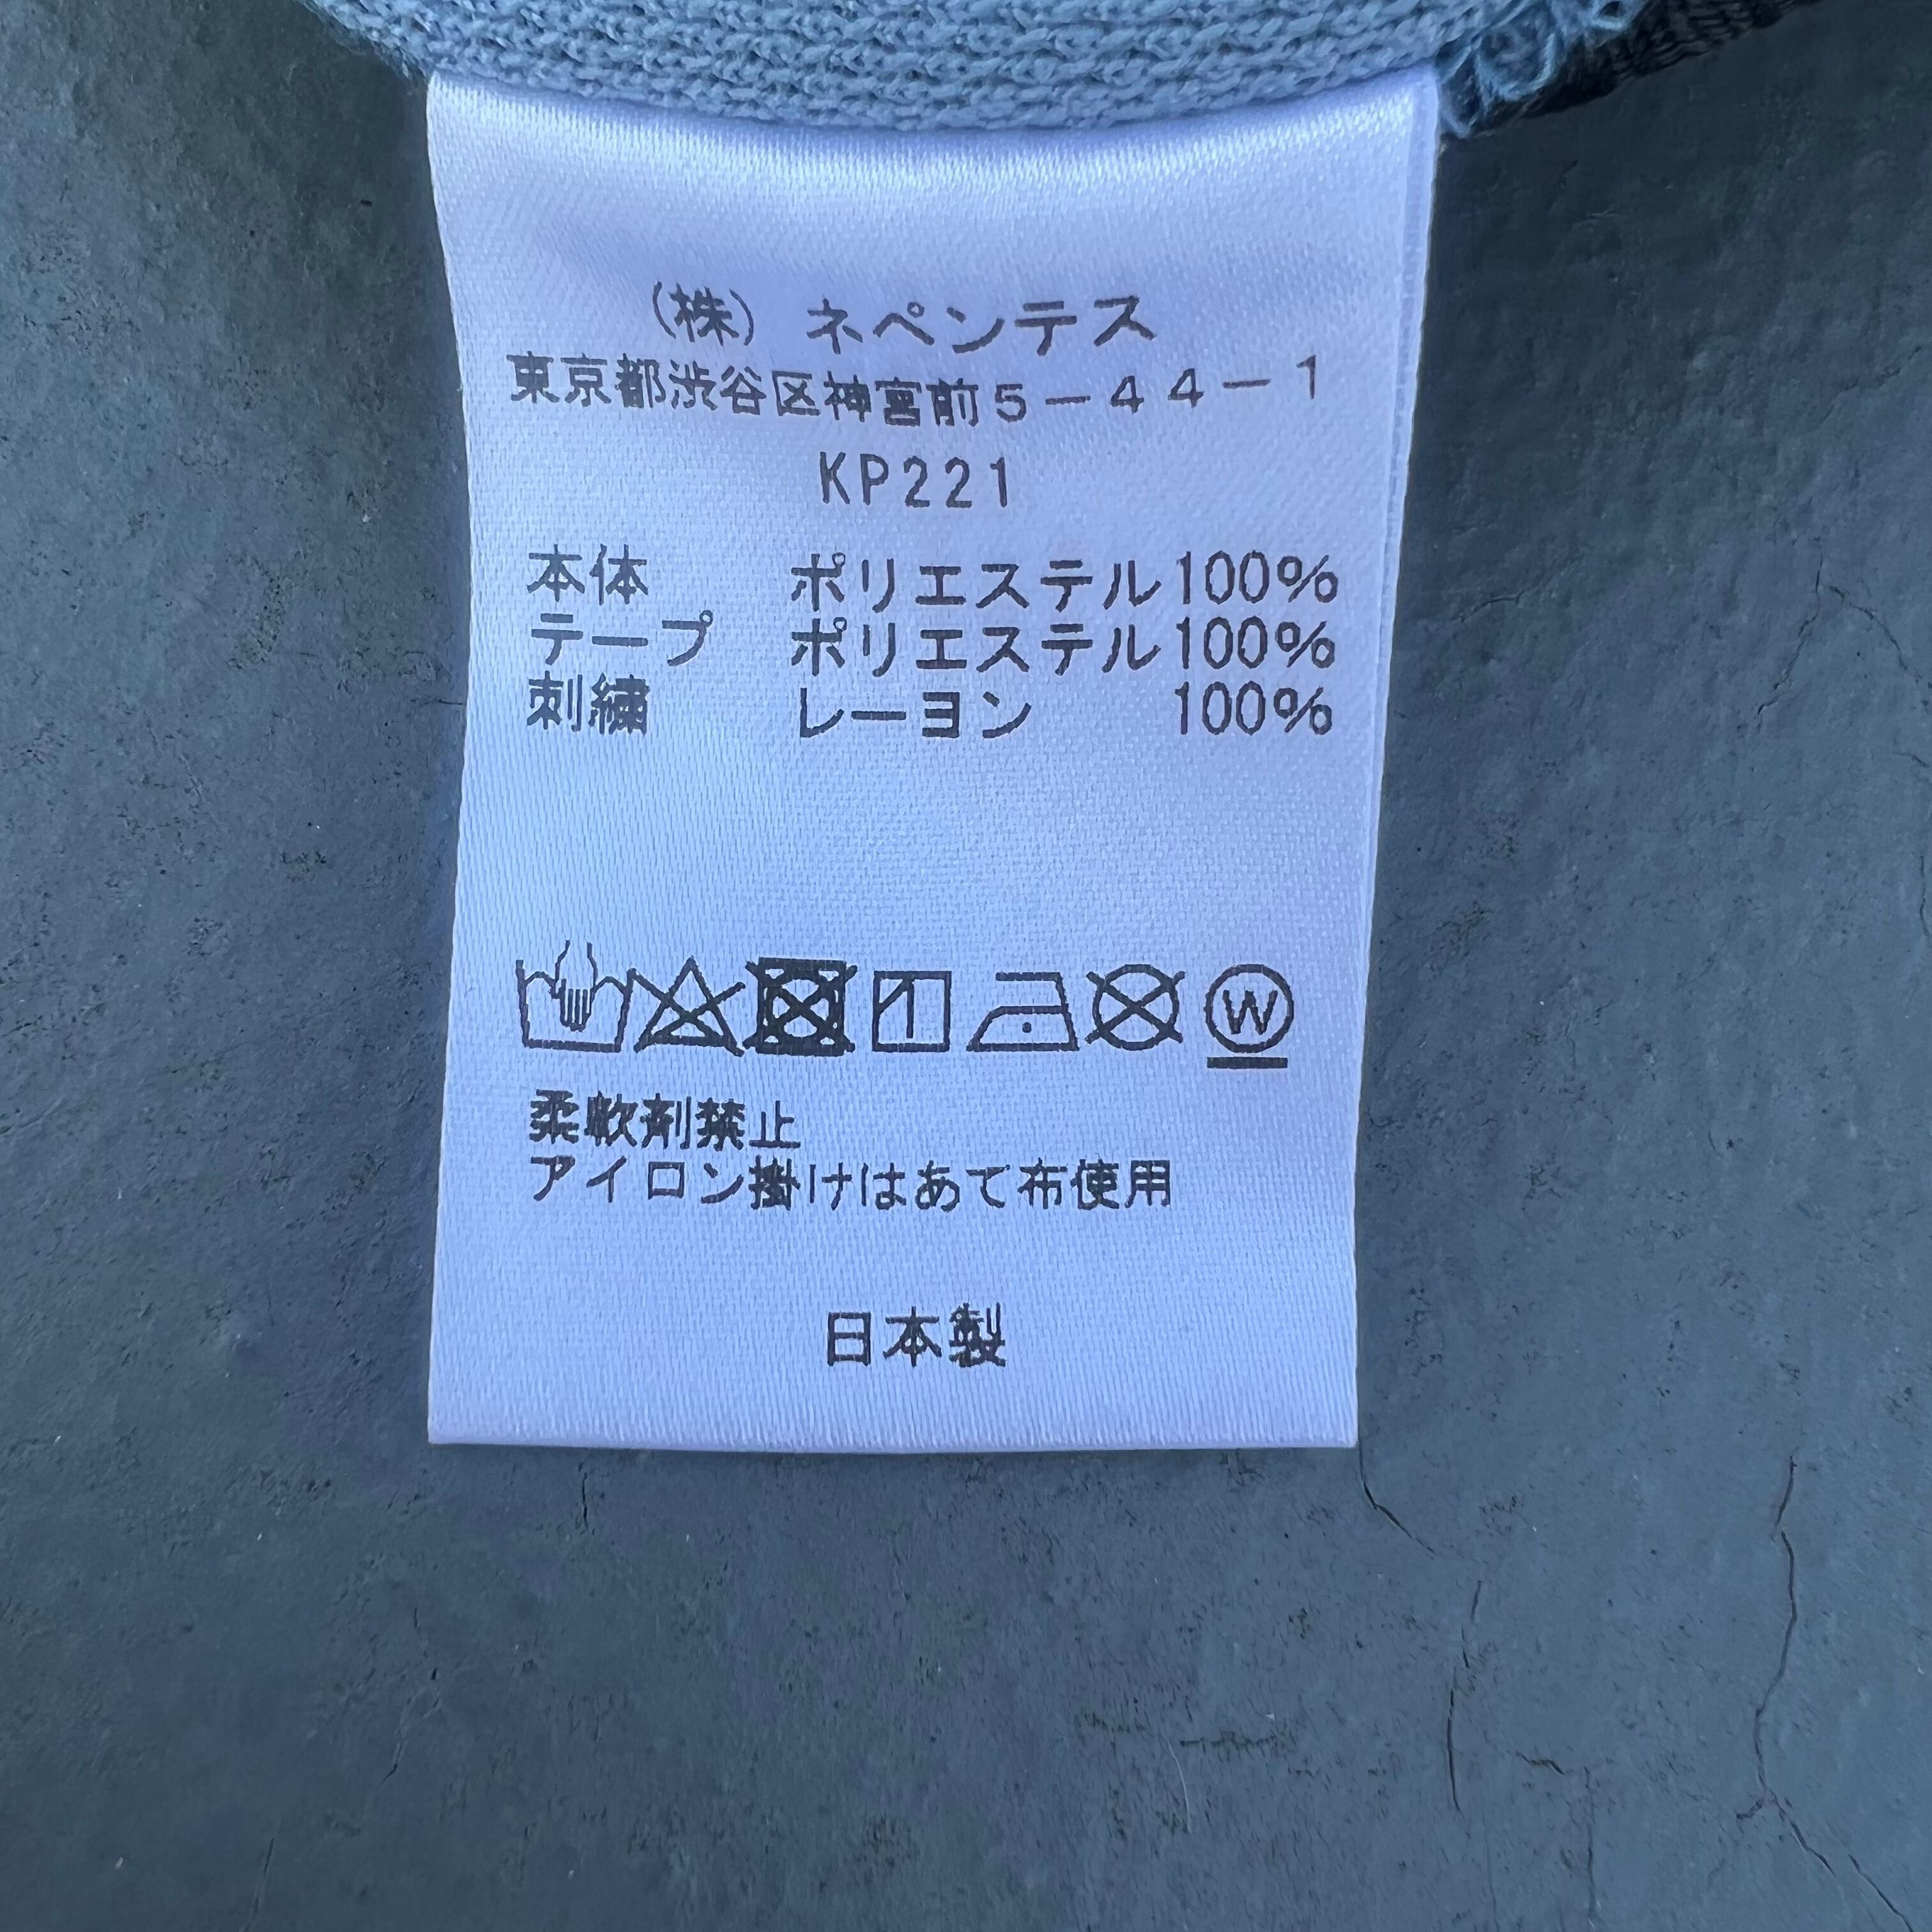 (株) ネペンテス
東京都渋谷区神宮前5-44-1
KP221
本体 ポリエステル100%
テープ ポリエステル100%
刺繍 レーヨン 100%
W
柔軟剤禁止
アイロン掛けはあて布使用
日本製